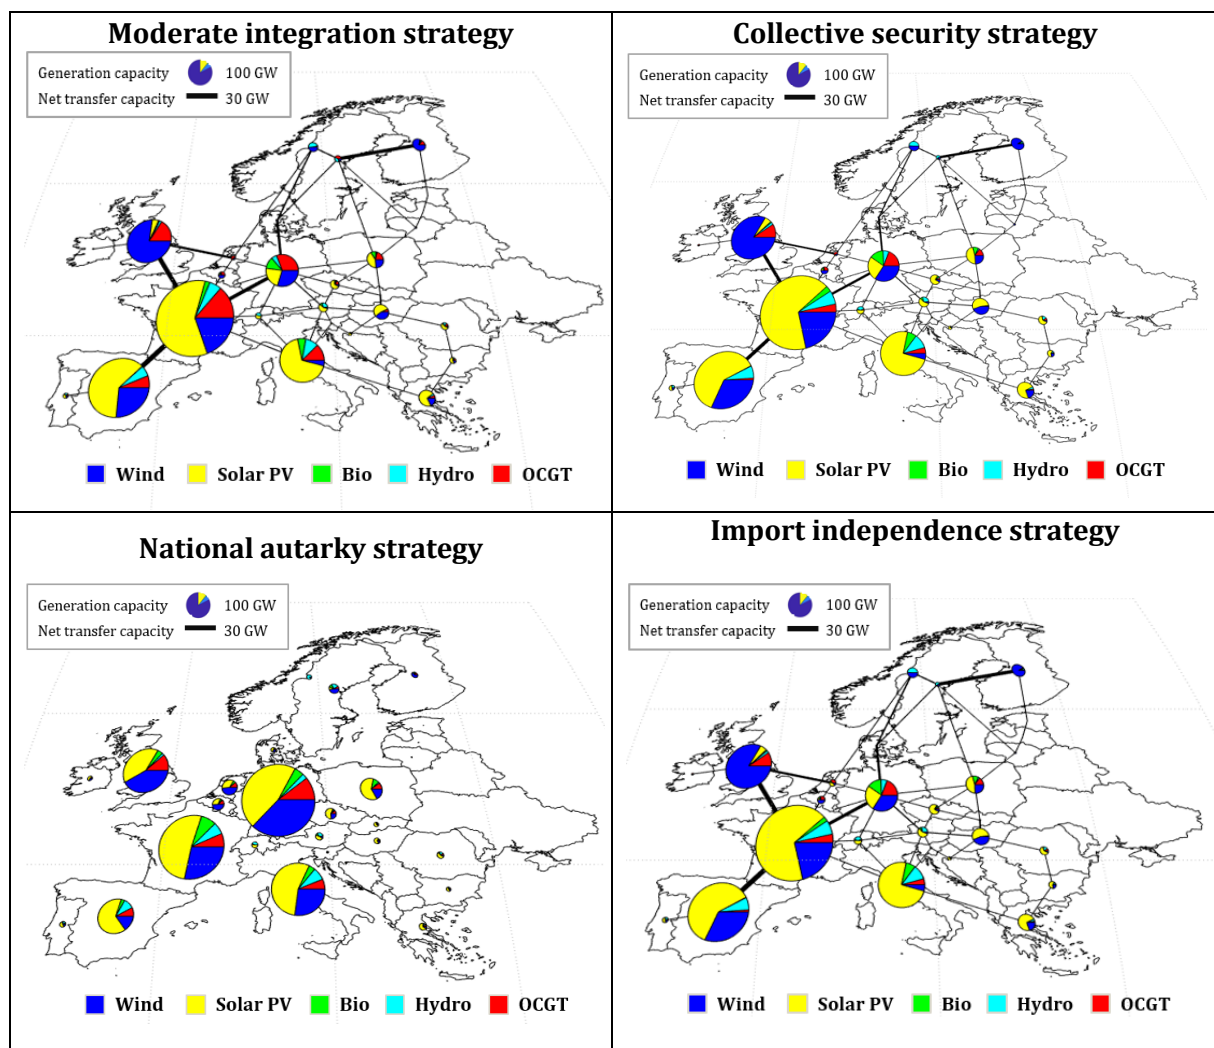 Moderate integration strategy
Generation capacity 100 GW
Net transfer capacity 30 GW
Wind Solar PV Bio Hydro OCGT
Collective security strategy
Generation capacity 100 GW
Net transfer capacity 30 GW
Wind Solar PV Bio Hydro OCGT
National autarky strategy
Generation capacity 100 GW
Net transfer capacity 30 GW
Wind Solar PV Bio Hydro OCGT
Import independence strategy
Generation capacity 100 GW
Net transfer capacity 30 GW
Wind Solar PV Bio Hydro OCGT